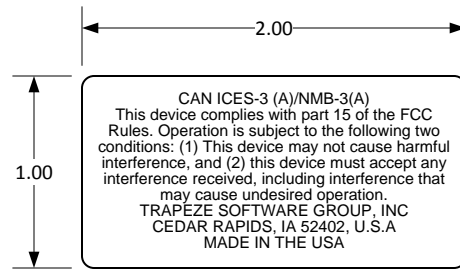 2.00
1.00
CAN ICES-3 (A)/NMB-3(A)
This device complies with part 15 of the FCC
Rules. Operation is subject to the following two
conditions: (1) This device may not cause harmful
interference, and (2) this device must accept any
interference received, including interference that
may cause undesired operation.
TRAPEZE SOFTWARE GROUP, INC
CEDAR RAPIDS, IA 52402, U.S.A
MADE IN THE USA